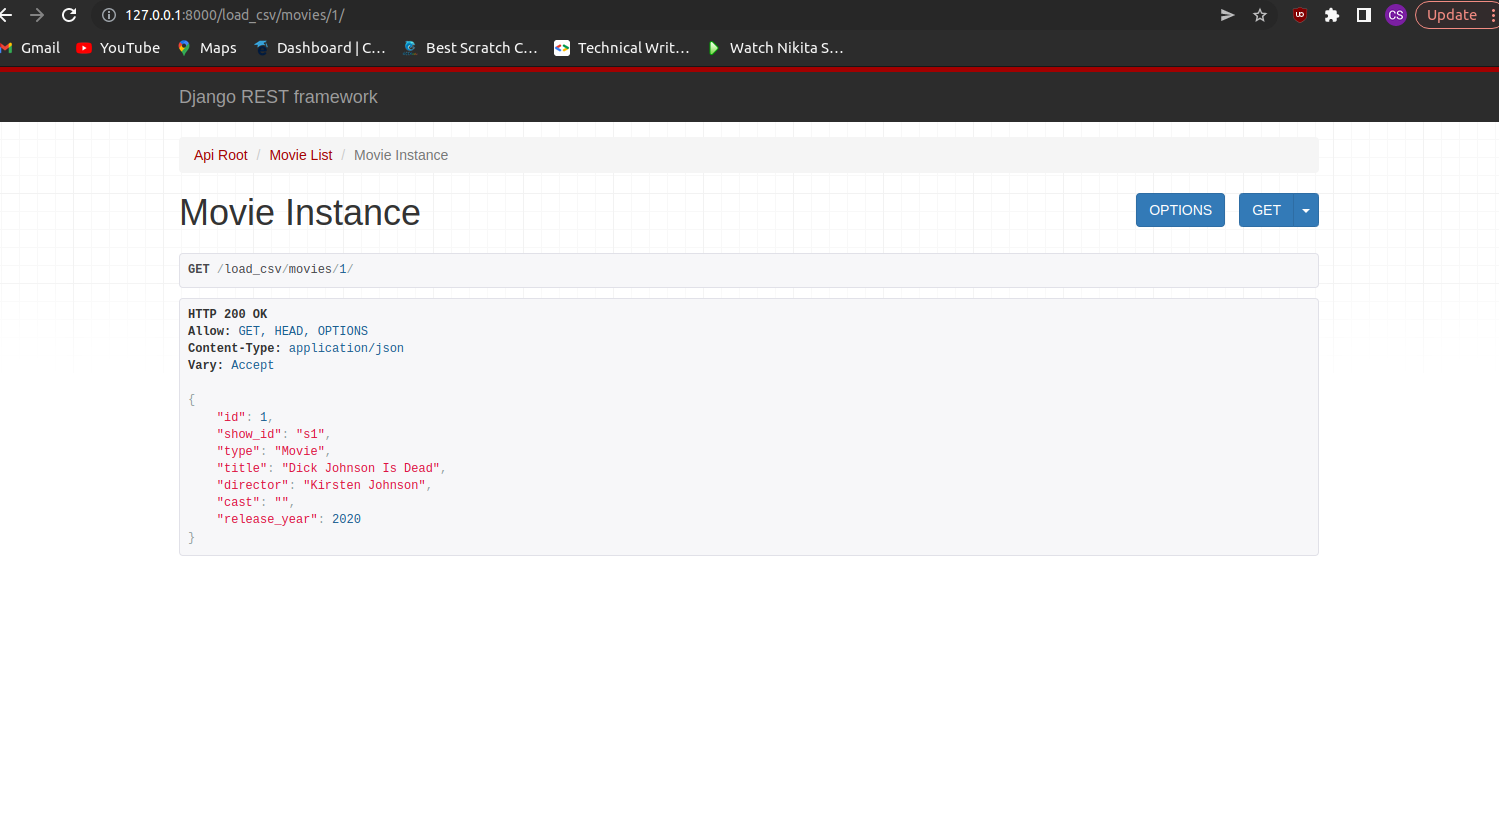 127.0.0.1:8000/load_csv/movies/1/
CS
Update
Gmail
YouTube
Maps
Dashboard | C...
Best Scratch C...
Technical Writ...
Watch Nikita S...
Django REST framework
Api Root / Movie List / Movie Instance
Movie Instance
OPTIONS
GET
GET /load_csv/movies/1/
HTTP 200 OK
Allow: GET, HEAD, OPTIONS
Content-Type: application/json
Vary: Accept
{
    "id": 1,
    "show_id": "s1",
    "type": "Movie",
    "title": "Dick Johnson Is Dead",
    "director": "Kirsten Johnson",
    "cast": "",
    "release_year": 2020
}